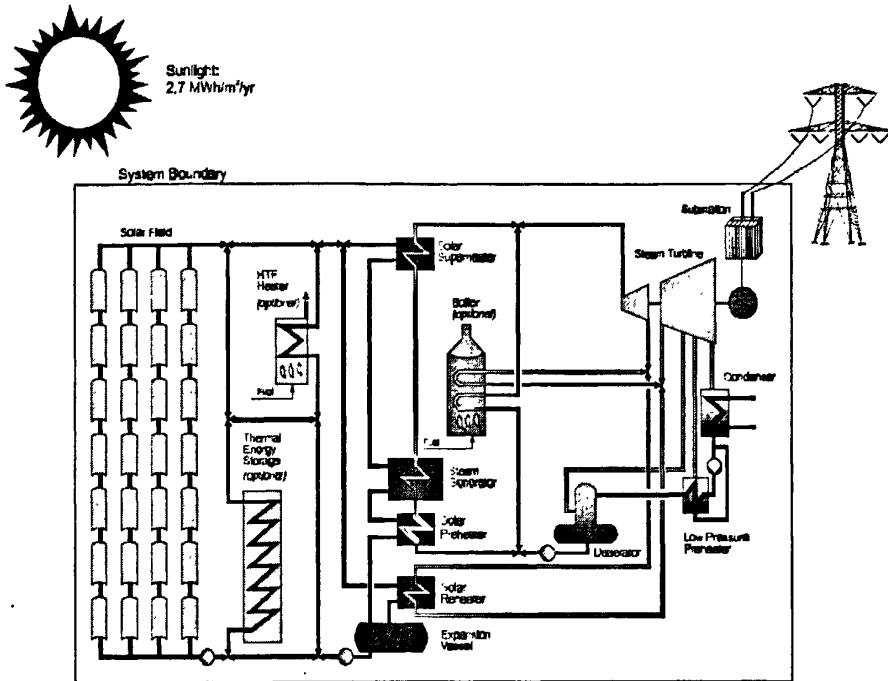 Sunlight:
2,7 MWh/m²/yr
System Boundary
Solar Field
HTF
Heater
(optional)
Fuel
Thermal
Energy
Storage
(optional)
Solar
Superheater
Boiler
(optional)
Fuel
Steam
Generator
Solar
Preheater
Solar
Reheater
Expansion
Vessel
Deaerator
Low Pressure
Preheater
Condenser
Steam Turbine
Substation